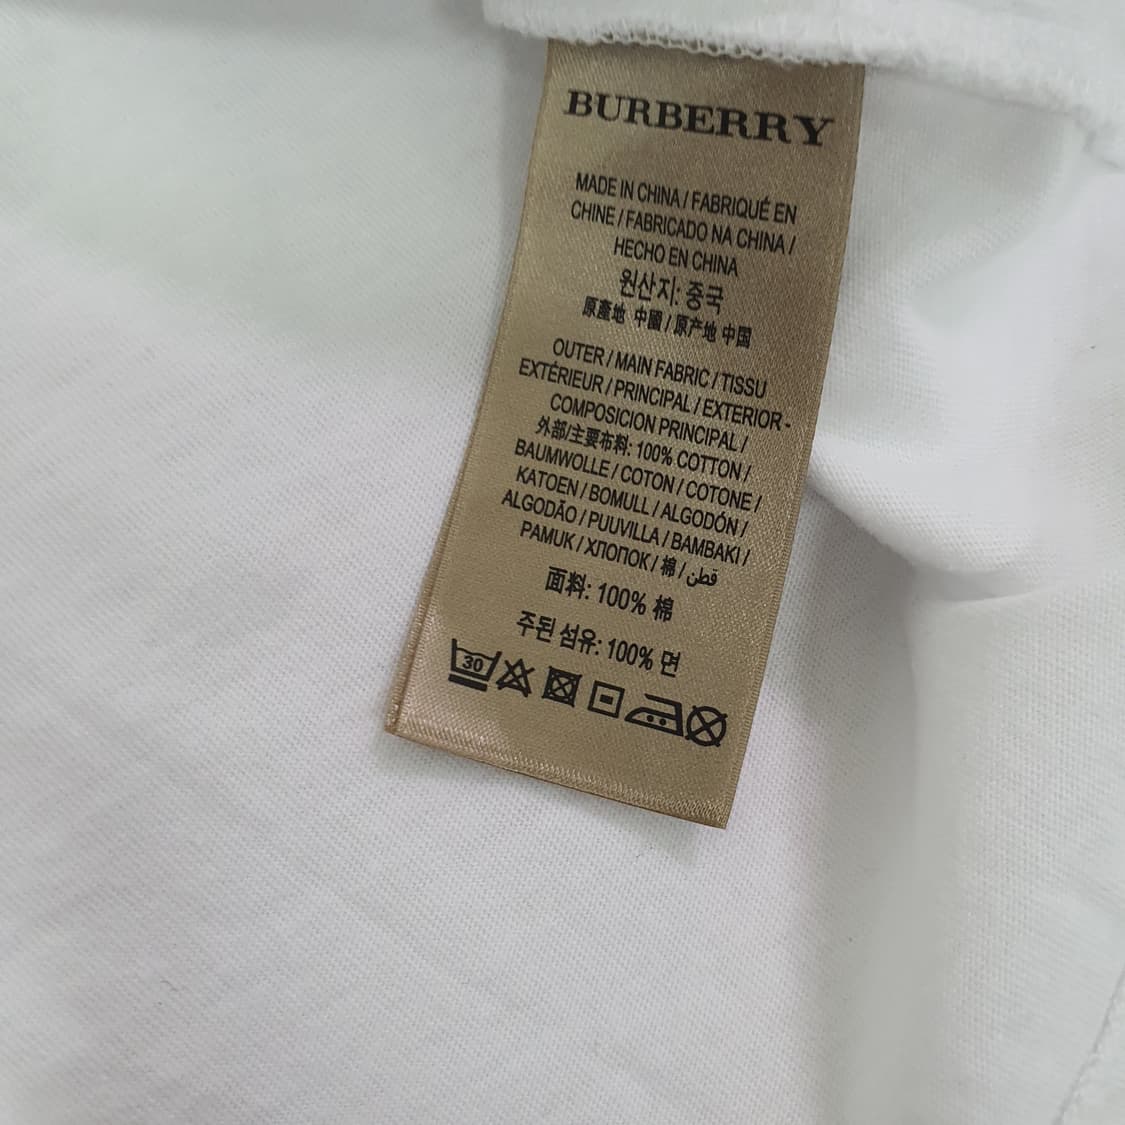 BURBERRY
MADE IN CHINA / FABRIQUÉ EN
CHINE / FABRICADO NA CHINA /
HECHO EN CHINA
원산지: 중국
原產地 中國 / 原产地 中国
OUTER / MAIN FABRIC / TISSU
EXTÉRIEUR / PRINCIPAL / EXTERIOR -
COMPOSICION PRINCIPAL /
外部/主要布料: 100% COTTON /
BAUMWOLLE / COTON / COTONE /
KATOEN / BOMULL / ALGODÓN /
ALGODÃO / PUUVILLA / BAMBAKI /
PAMUK / ХЛОПОК / 棉 / قطن
面料: 100% 棉
주된 섬유: 100% 면
30